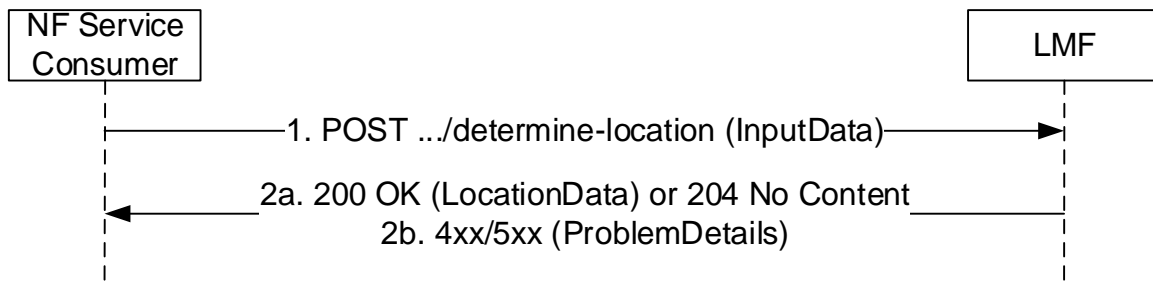 NF Service
Consumer
LMF
1. POST .../determine-location (InputData)
2a. 200 OK (LocationData) or 204 No Content
2b. 4xx/5xx (ProblemDetails)